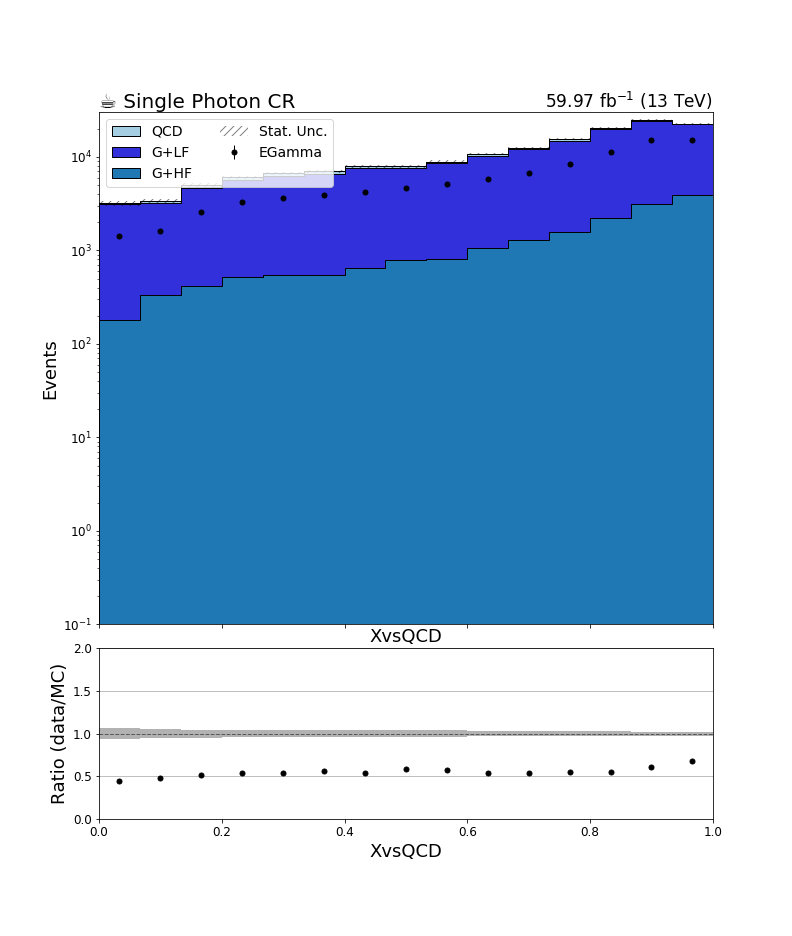 ☕ Single Photon CR
59.97 fb⁻¹ (13 TeV)
QCD
G+LF
G+HF
Stat. Unc.
EGamma
Events
10⁴
10³
10²
10¹
10⁰
10⁻¹
XvsQCD
Ratio (data/MC)
2.0
1.5
1.0
0.5
0.0
0.0 0.2 0.4 0.6 0.8 1.0
XvsQCD